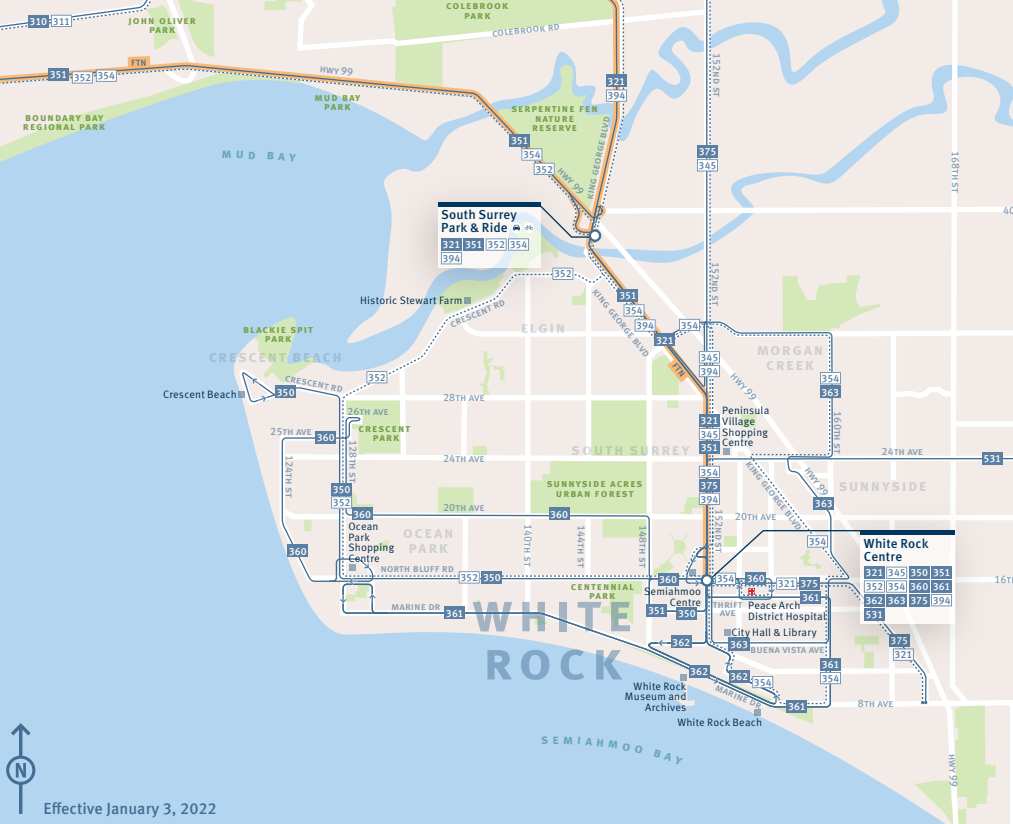 COLEBROOK
PARK
310 311
JOHN OLIVER
PARK
COLEBROOK RD
152ND ST
FTN
351 352 354
HWY 99
321
394
MUD BAY
PARK
SERPENTINE FEN
NATURE
RESERVE
BOUNDARY BAY
REGIONAL PARK
KING GEORGE BLVD
351
354
352
HWY 99
MUD BAY
375
345
168TH ST
40
South Surrey
Park & Ride
321 351 352 354
394
352
152ND ST
Historic Stewart Farm
CRESCENT RD
351
354
394
321
354
KING GEORGE BLVD
ELGIN
BLACKIE SPIT
PARK
CRESCENT BEACH
MORGAN
CREEK
345
394
FTN
HWY 99
352
354
363
Crescent Beach
350
CRESCENT RD
28TH AVE
26TH AVE
CRESCENT
PARK
25TH AVE
360
321
345
351
Peninsula
Village
Shopping
Centre
160TH ST
124TH ST
128TH ST
24TH AVE
SOUTH SURREY
24TH AVE
531
354
375
394
KING GEORGE BLVD
HWY 99
SUNNYSIDE
SUNNYSIDE ACRES
URBAN FOREST
350
352
363
360
20TH AVE
360
20TH AVE
152ND ST
Ocean
Park
Shopping
Centre
OCEAN
PARK
140TH ST
144TH ST
148TH ST
354
White Rock
Centre
321 345 350 351
352 354 360 361
362 363 375 394
531
360
NORTH BLUFF RD
352 350
360
354 360 321 375
16TH
CENTENNIAL
PARK
Semiahmoo
Centre
361
THRIFT
AVE
Peace Arch
District Hospital
MARINE DR
361
351 350
WHITE
ROCK
City Hall & Library
362
363
BUENA VISTA AVE
375
321
361
354
362
362
354
White Rock
Museum and
Archives
MARINE DR
361
8TH AVE
White Rock Beach
SEMIAHMOO BAY
HWY 99
N
Effective January 3, 2022